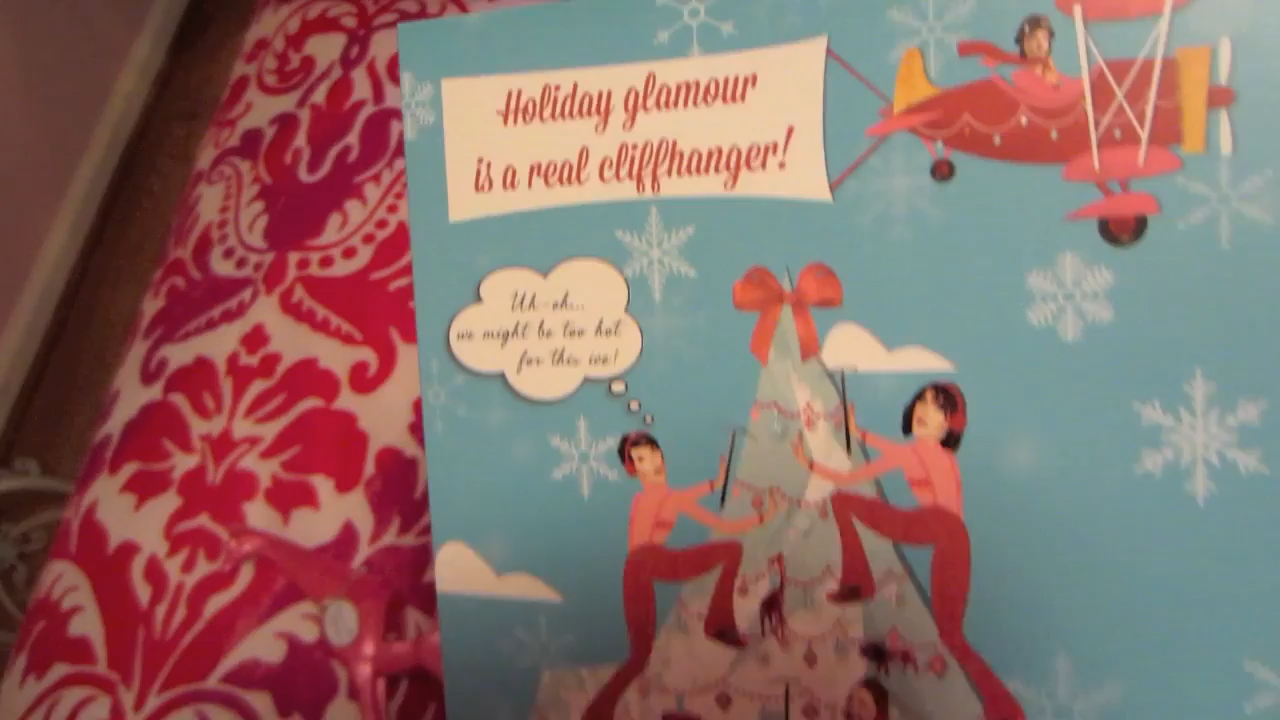 Holiday glamour
is a real cliffhanger!
Uh-oh...
we might be too hot
for this ice!